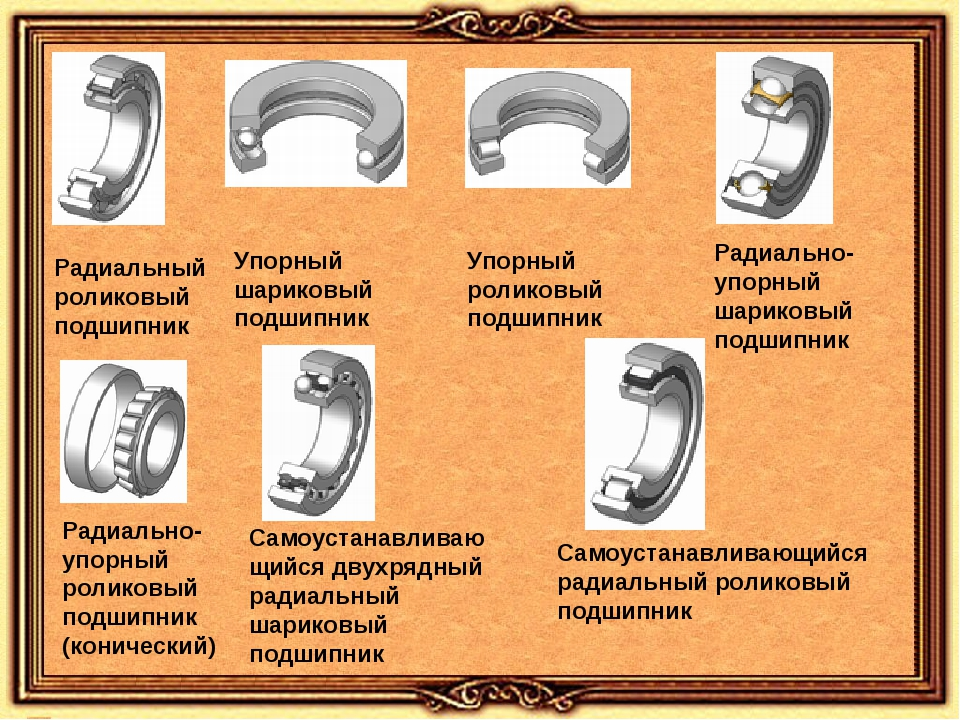 Радиальный
роликовый
подшипник
Упорный
шариковый
подшипник
Упорный
роликовый
подшипник
Радиально-
упорный
шариковый
подшипник
Радиально-
упорный
роликовый
подшипник
(конический)
Самоустанавливаю
щийся двухрядный
радиальный
шариковый
подшипник
Самоустанавливающийся
радиальный роликовый
подшипник